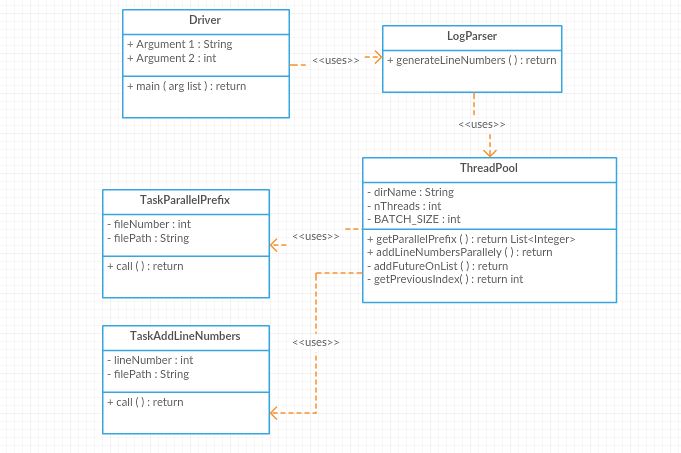 Driver
+ Argument 1 : String
+ Argument 2 : int
+ main ( arg list ) : return
<<uses>>
LogParser
+ generateLineNumbers ( ) : return
<<uses>>
ThreadPool
- dirName : String
- nThreads : int
- BATCH_SIZE : int
+ getParallelPrefix ( ) : return List<Integer>
+ addLineNumbersParallely ( ) : return
- addFutureOnList ( ) : return
- getPreviousIndex( ) : return int
TaskParallelPrefix
- fileNumber : int
- filePath : String
+ call ( ) : return
<<uses>>
TaskAddLineNumbers
- lineNumber : int
- filePath : String
+ call ( ) : return
<<uses>>